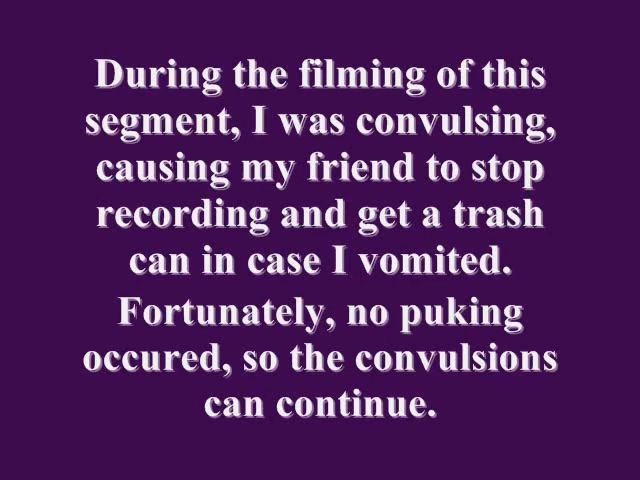 During the filming of this
segment, I was convulsing,
causing my friend to stop
recording and get a trash
can in case I vomited.
Fortunately, no puking
occured, so the convulsions
can continue.